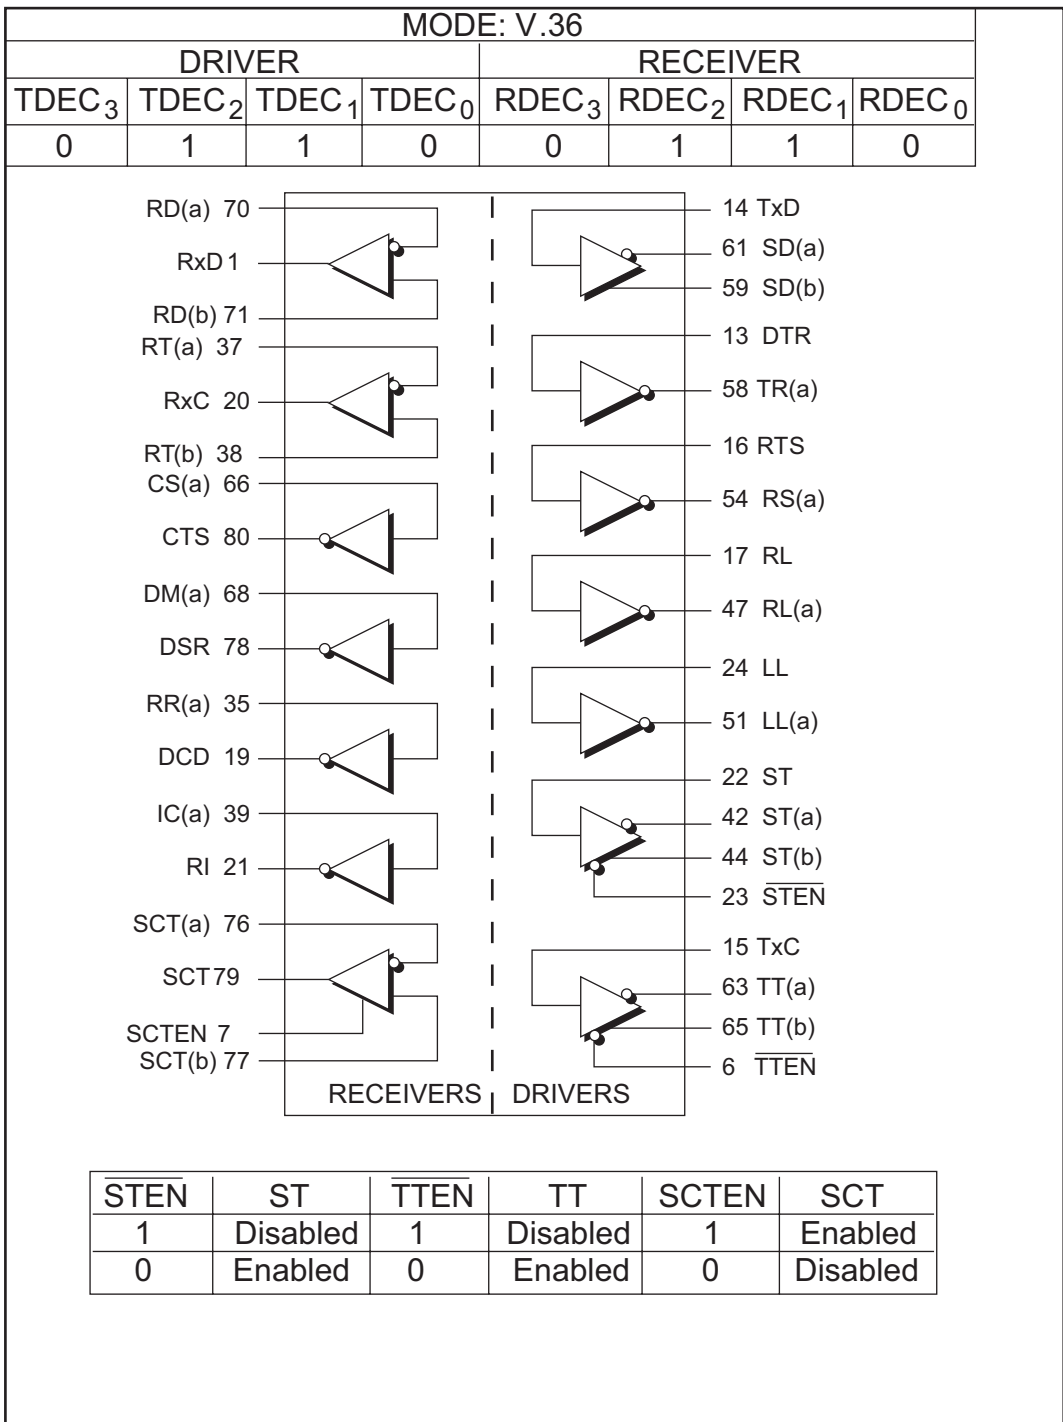 MODE: V.36
DRIVER RECEIVER
TDEC3 TDEC2 TDEC1 TDEC0 RDEC3 RDEC2 RDEC1 RDEC0
0 1 1 0 0 1 1 0
RD(a) 70
RxD 1
RD(b) 71
RT(a) 37
RxC 20
RT(b) 38
CS(a) 66
CTS 80
DM(a) 68
DSR 78
RR(a) 35
DCD 19
IC(a) 39
RI 21
SCT(a) 76
SCT 79
SCTEN 7
SCT(b) 77
14 TxD
61 SD(a)
59 SD(b)
13 DTR
58 TR(a)
16 RTS
54 RS(a)
17 RL
47 RL(a)
24 LL
51 LL(a)
22 ST
42 ST(a)
44 ST(b)
23 S̅T̅E̅N̅
15 TxC
63 TT(a)
65 TT(b)
6 T̅T̅E̅N̅
RECEIVERS DRIVERS
S̅T̅E̅N̅ ST T̅T̅E̅N̅ TT SCTEN SCT
1 Disabled 1 Disabled 1 Enabled
0 Enabled 0 Enabled 0 Disabled